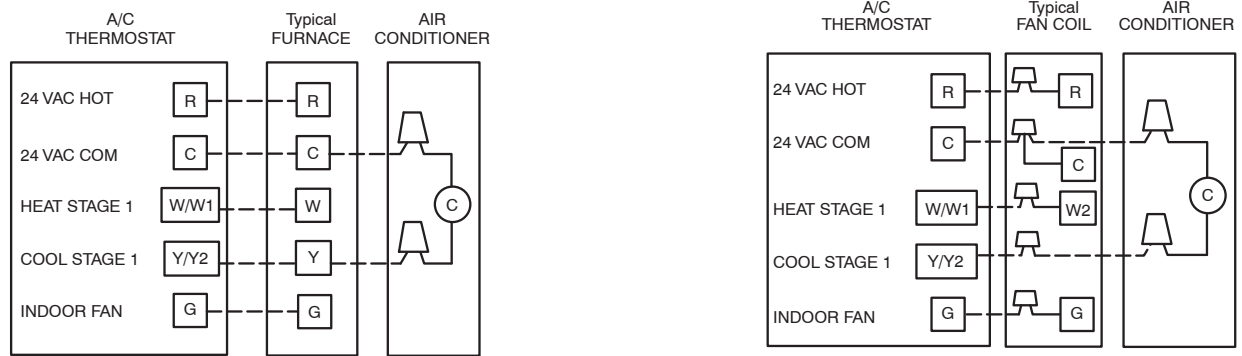 A/C
THERMOSTAT
Typical
FURNACE
AIR
CONDITIONER
24 VAC HOT
R
R
24 VAC COM
C
C
HEAT STAGE 1
W/W1
W
C
COOL STAGE 1
Y/Y2
Y
INDOOR FAN
G
G
A/C
THERMOSTAT
Typical
FAN COIL
AIR
CONDITIONER
24 VAC HOT
R
R
24 VAC COM
C
C
HEAT STAGE 1
W/W1
W2
C
COOL STAGE 1
Y/Y2
INDOOR FAN
G
G